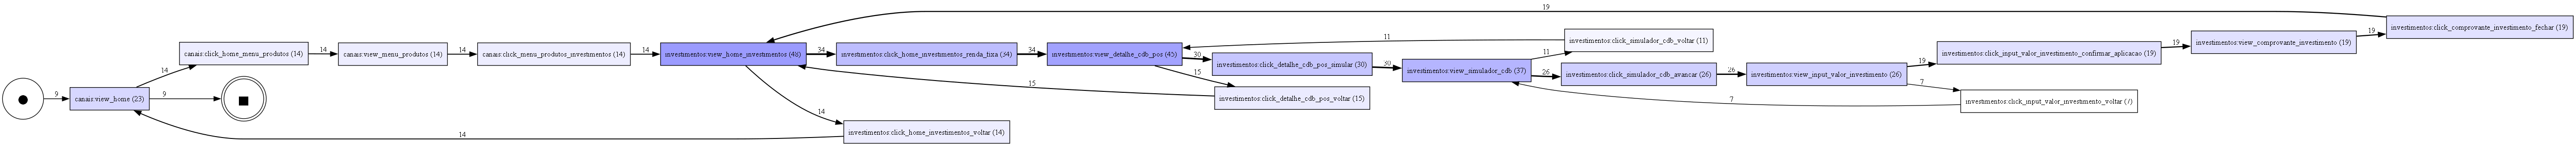 19
canais:click_home_menu_produtos (14)
14
canais:view_menu_produtos (14)
14
canais:click_menu_produtos_investimentos (14)
14
investimentos:view_home_investimentos (48)
34
investimentos:click_home_investimentos_renda_fixa (34)
34
investimentos:view_detalhe_cdb_pos (45)
11
investimentos:click_simulador_cdb_voltar (11)
30
investimentos:click_detalhe_cdb_pos_simular (30)
30
investimentos:view_simulador_cdb (37)
11
26
investimentos:click_simulador_cdb_avancar (26)
26
investimentos:view_input_valor_investimento (26)
19
investimentos:click_input_valor_investimento_confirmar_aplicacao (19)
19
investimentos:view_comprovante_investimento (19)
19
investimentos:click_comprovante_investimento_fechar (19)
14
9
canais:view_home (23)
9
15
15
investimentos:click_detalhe_cdb_pos_voltar (15)
7
7
investimentos:click_input_valor_investimento_voltar (7)
14
investimentos:click_home_investimentos_voltar (14)
14